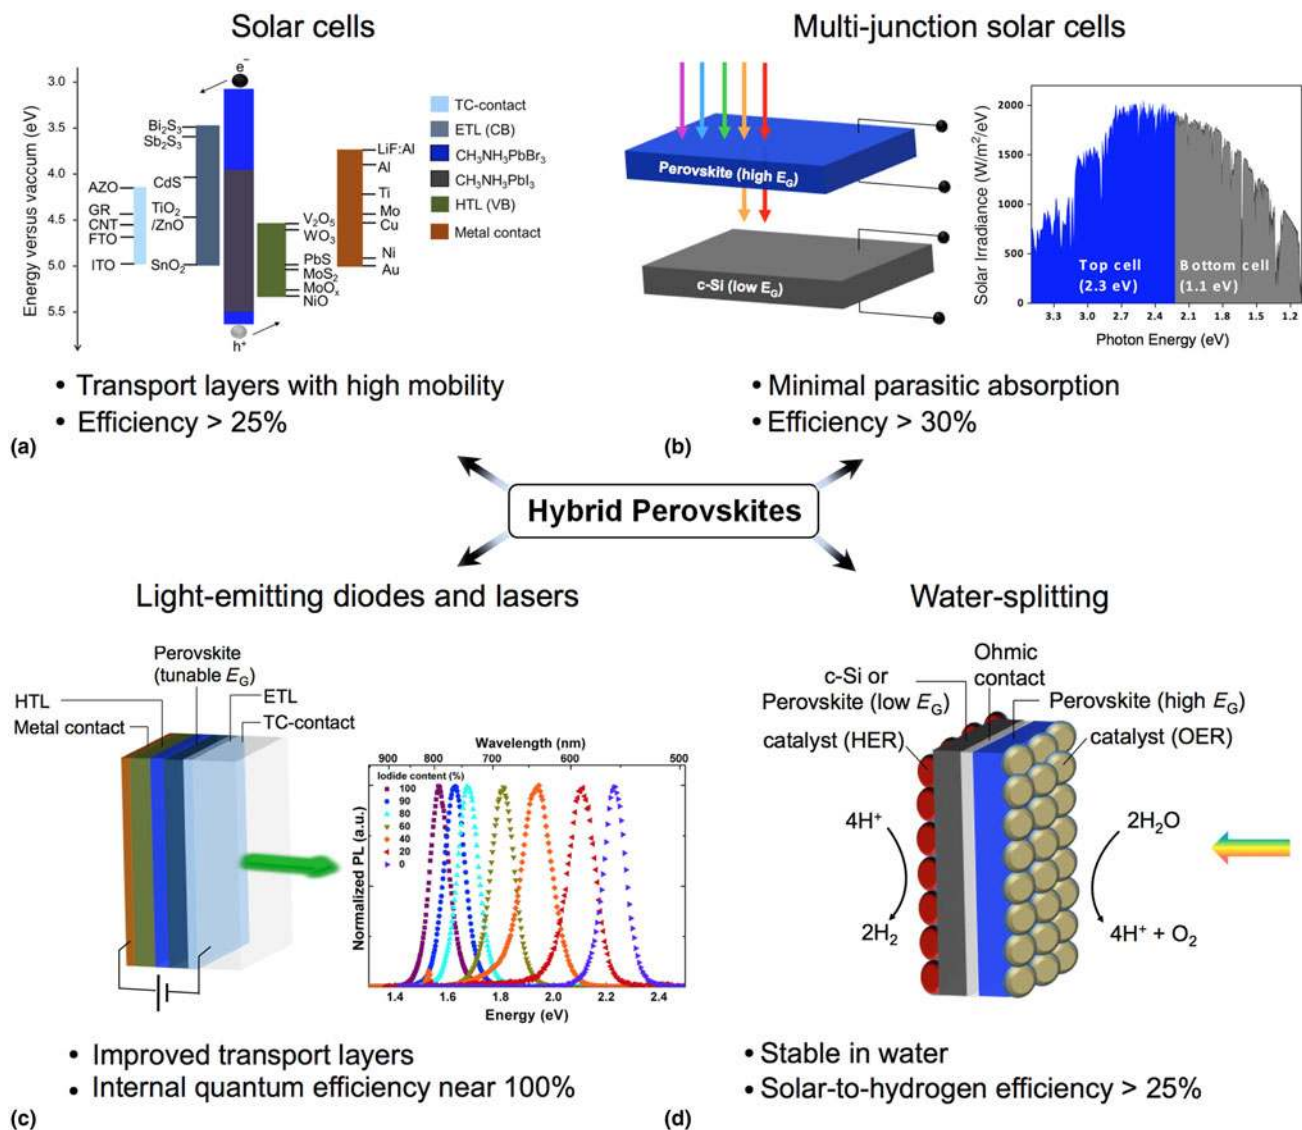 Solar cells
Energy versus vaccum (eV)
3.0
3.5
4.0
4.5
5.0
5.5
e⁻
h⁺
AZO
GR
CNT
FTO
ITO
Bi₂S₃
Sb₂S₃
CdS
TiO₂
/ZnO
SnO₂
V₂O₅
WO₃
PbS
MoS₂
MoOₓ
NiO
LiF:Al
Al
Ti
Mo
Cu
Ni
Au
TC-contact
ETL (CB)
CH₃NH₃PbBr₃
CH₃NH₃PbI₃
HTL (VB)
Metal contact
• Transport layers with high mobility
• Efficiency > 25%
(a)
Multi-junction solar cells
Perovskite (high E_G)
c-Si (low E_G)
Solar Irradiance (W/m²/eV)
2000
1500
1000
500
0
Top cell
(2.3 eV)
Bottom cell
(1.1 eV)
3.3 3.0 2.7 2.4 2.1 1.8 1.5 1.2
Photon Energy (eV)
• Minimal parasitic absorption
• Efficiency > 30%
(b)
Hybrid Perovskites
Light-emitting diodes and lasers
Perovskite
(tunable E_G)
HTL
ETL
Metal contact
TC-contact
Wavelength (nm)
900 800 700 600 500
Iodide content (%)
100
90
80
60
40
20
0
Normalized PL (a.u.)
1.4 1.6 1.8 2.0 2.2 2.4
Energy (eV)
• Improved transport layers
• Internal quantum efficiency near 100%
(c)
Water-splitting
c-Si or
Perovskite (low E_G)
Ohmic
contact
Perovskite (high E_G)
catalyst (HER)
catalyst (OER)
4H⁺
2H₂
2H₂O
4H⁺ + O₂
• Stable in water
• Solar-to-hydrogen efficiency > 25%
(d)